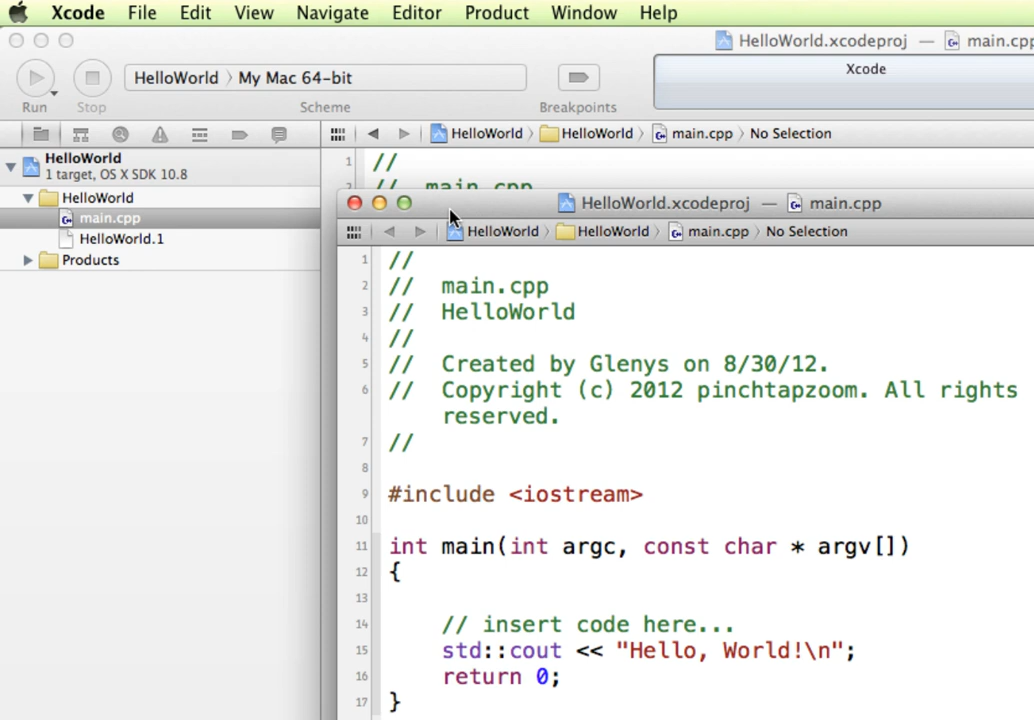 Xcode File Edit View Navigate Editor Product Window Help
HelloWorld.xcodeproj — main.cpp
HelloWorld 〉 My Mac 64-bit
Xcode
Run Stop Scheme Breakpoints
HelloWorld 〉 HelloWorld 〉 main.cpp 〉 No Selection
HelloWorld
1 target, OS X SDK 10.8
HelloWorld
main.cpp
HelloWorld.1
Products
1 //
2 // main.cpp
HelloWorld.xcodeproj — main.cpp
HelloWorld 〉 HelloWorld 〉 main.cpp 〉 No Selection
1 //
2 // main.cpp
3 // HelloWorld
4 //
5 // Created by Glenys on 8/30/12.
6 // Copyright (c) 2012 pinchtapzoom. All rights
reserved.
7 //
8
9 #include <iostream>
10
11 int main(int argc, const char * argv[])
12 {
13
14 // insert code here...
15 std::cout << "Hello, World!\n";
16 return 0;
17 }